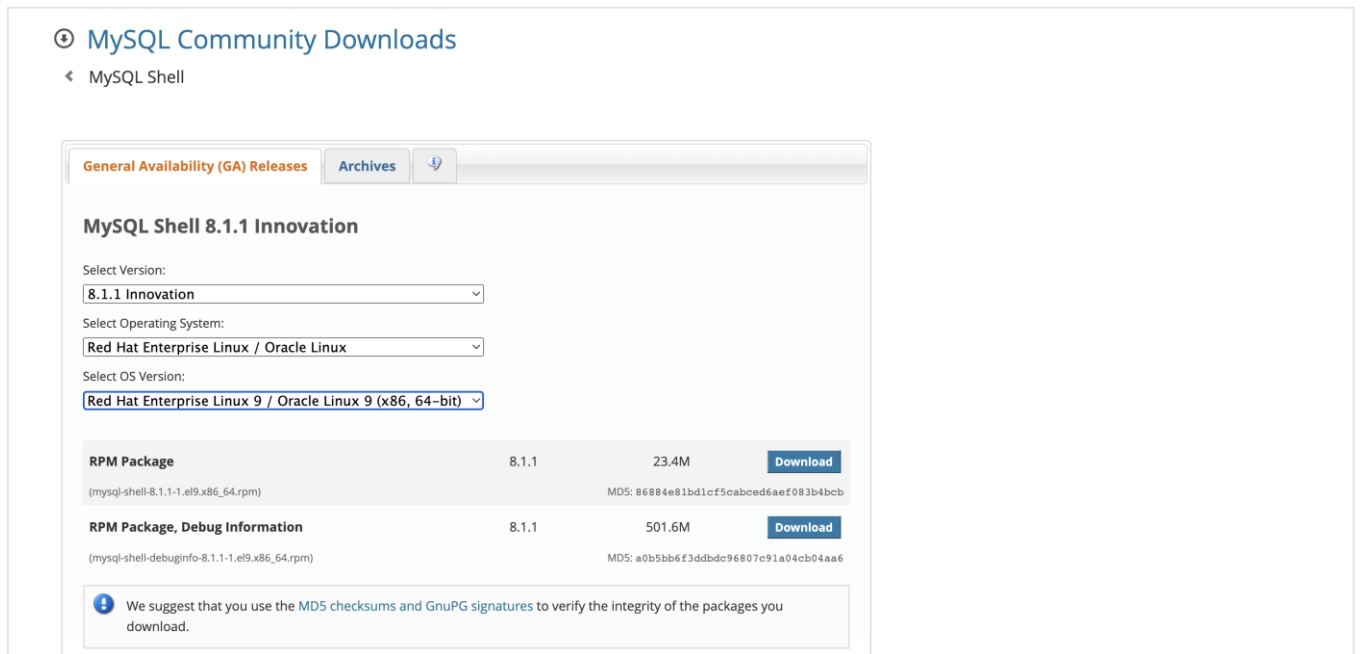 MySQL Community Downloads
MySQL Shell
General Availability (GA) Releases Archives
MySQL Shell 8.1.1 Innovation
Select Version:
8.1.1 Innovation
Select Operating System:
Red Hat Enterprise Linux / Oracle Linux
Select OS Version:
Red Hat Enterprise Linux 9 / Oracle Linux 9 (x86, 64-bit)
RPM Package 8.1.1 23.4M Download
(mysql-shell-8.1.1-1.el9.x86_64.rpm) MD5: 86884e81bd1cf5cabced6aef083b4bcb
RPM Package, Debug Information 8.1.1 501.6M Download
(mysql-shell-debuginfo-8.1.1-1.el9.x86_64.rpm) MD5: a0b5bb6f3ddbdc96807c91a04cb04aa6
We suggest that you use the MD5 checksums and GnuPG signatures to verify the integrity of the packages you
download.